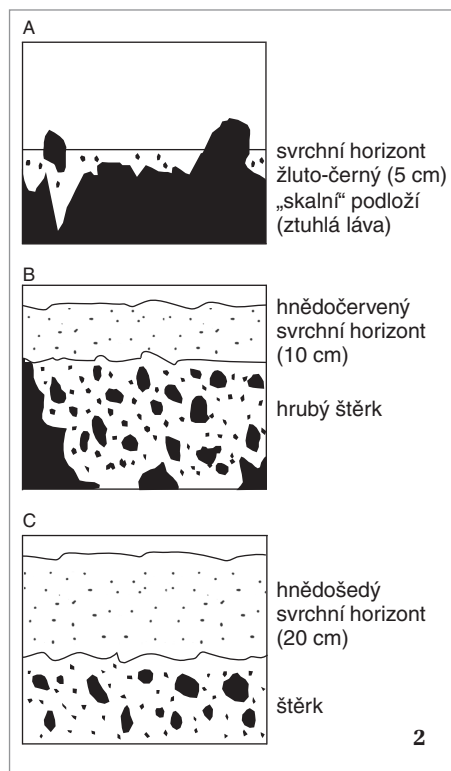 A
svrchní horizont
žluto-černý (5 cm)
„skalní“ podloží
(ztuhlá láva)
B
hnědočervený
svrchní horizont
(10 cm)
hrubý štěrk
C
hnědošedý
svrchní horizont
(20 cm)
štěrk
2